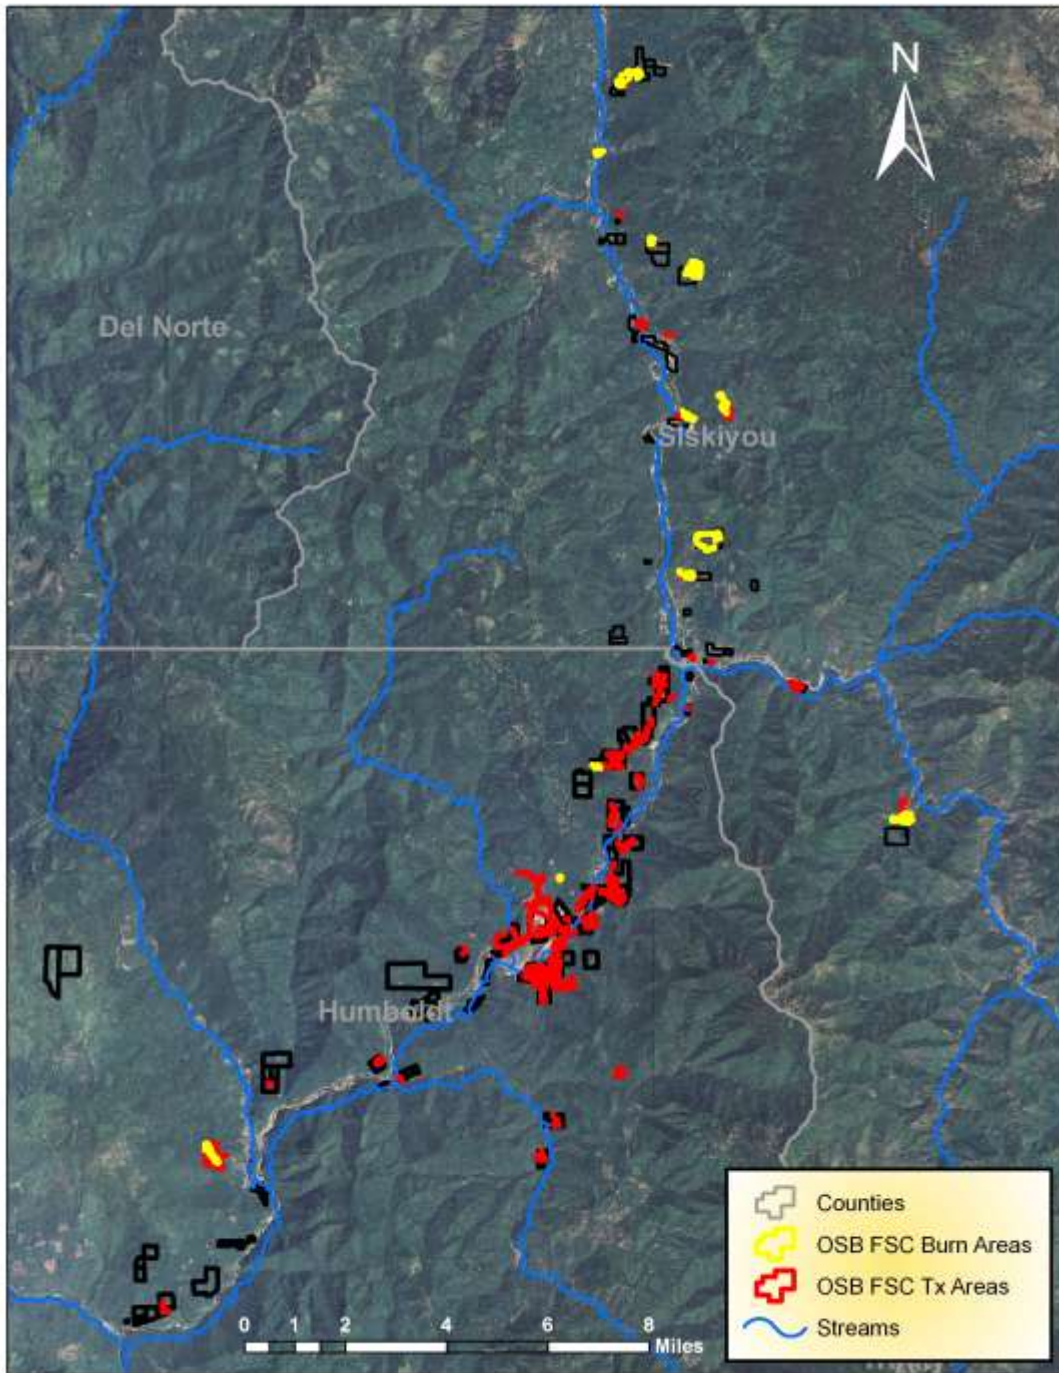 N
Del Norte
Siskiyou
Humboldt
Counties
OSB FSC Burn Areas
OSB FSC Tx Areas
Streams
0 1 2 4 6 8
Miles